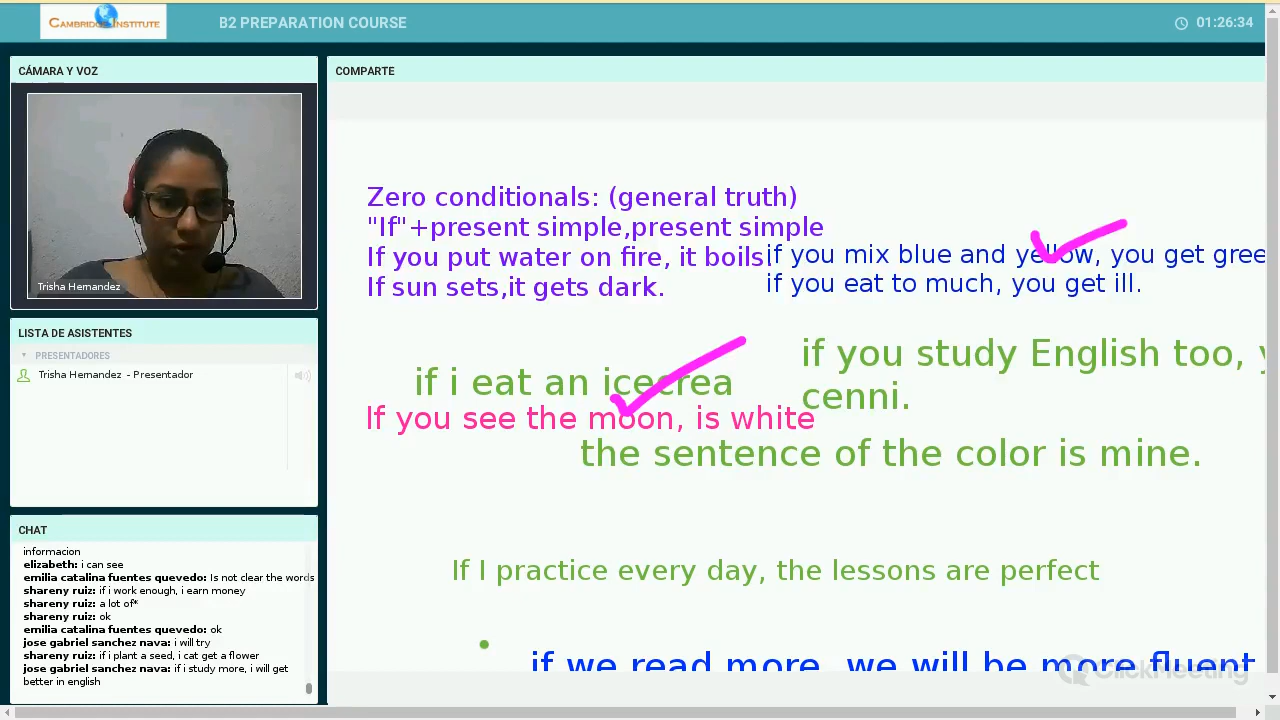 CAMBRIDGE INSTITUTE
B2 PREPARATION COURSE
01:26:34
CÁMARA Y VOZ
Trisha Hernandez
LISTA DE ASISTENTES
PRESENTADORES
Trisha Hernandez - Presentador
CHAT
informacion
elizabeth: i can see
emilia catalina fuentes quevedo: Is not clear the words
shareny ruiz: if i work enough, i earn money
shareny ruiz: a lot of*
shareny ruiz: ok
emilia catalina fuentes quevedo: ok
jose gabriel sanchez nava: i will try
shareny ruiz: if i plant a seed, i cat get a flower
jose gabriel sanchez nava: if i study more, i will get
better in english
COMPARTE
Zero conditionals: (general truth)
"If"+present simple,present simple
If you put water on fire, it boils.
If sun sets,it gets dark.
if you mix blue and yellow, you get gree
if you eat to much, you get ill.
if you study English too, y
cenni.
if i eat an icecrea
If you see the moon, is white
the sentence of the color is mine.
If I practice every day, the lessons are perfect
if we read more, we will be more fluent
ClickMeeting